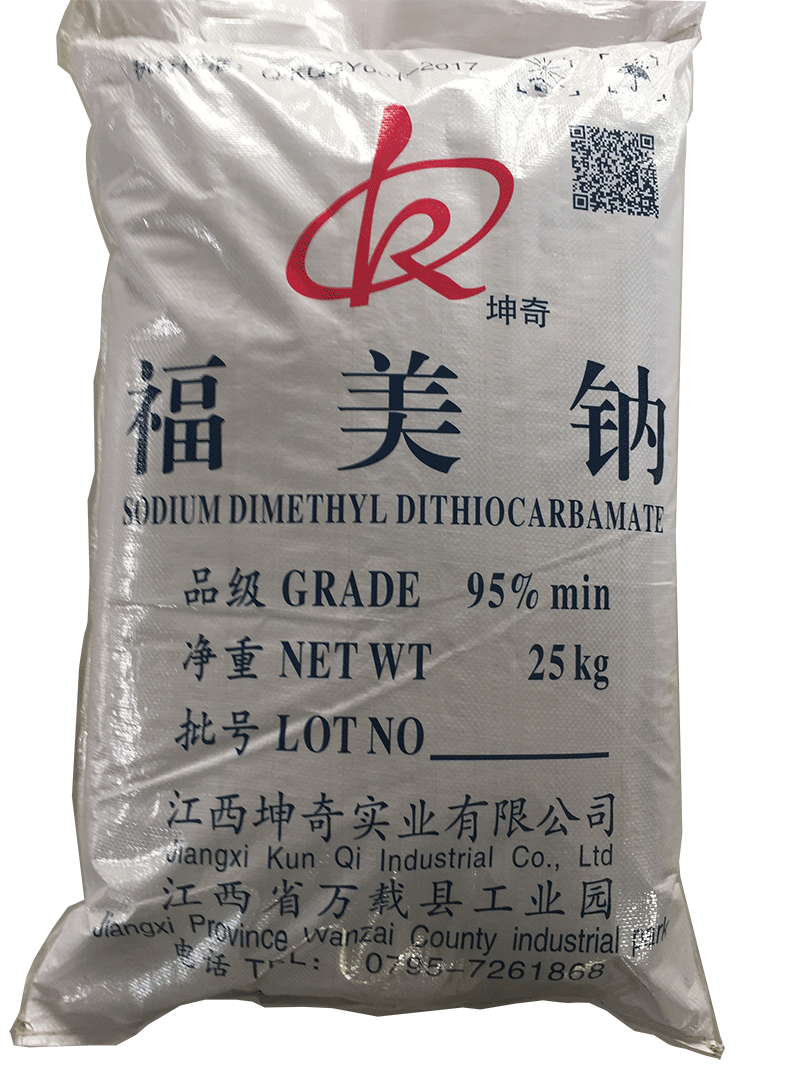 2017
坤奇
福美钠
SODIUM DIMETHYL DITHIOCARBAMATE
品级 GRADE 95% min
净重 NET WT 25 kg
批号 LOT NO
江西坤奇实业有限公司
Jiangxi Kun Qi Industrial Co., Ltd
江西省万载县工业园
Jiangxi Province Wanzai County industrial park
电话 TEL: 0795-7261868